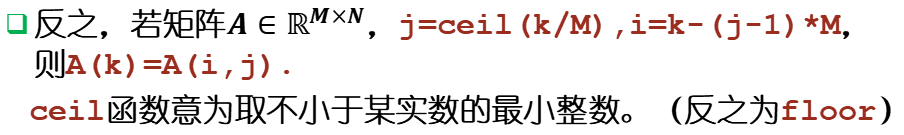 反之，若矩阵A ∈ ℝ^{M×N}，j=ceil(k/M),i=k-(j-1)*M，
则A(k)=A(i,j).
ceil函数意为取不小于某实数的最小整数。（反之为floor）